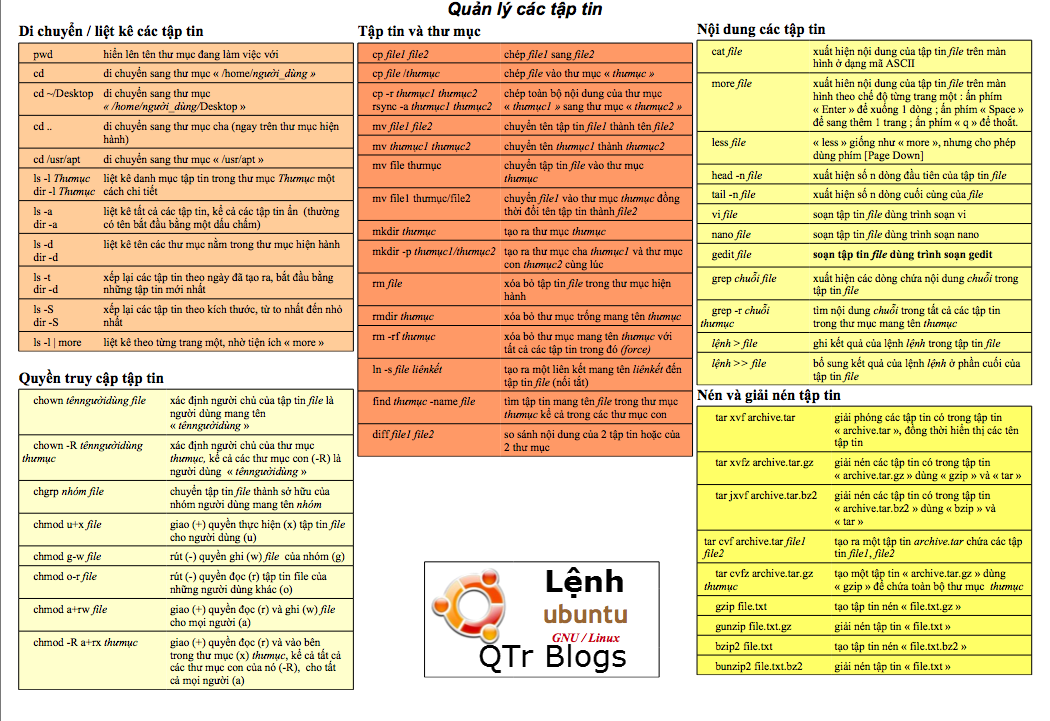 Quản lý các tập tin
Di chuyển / liệt kê các tập tin
pwd hiển lên tên thư mục đang làm việc với
cd di chuyển sang thư mục « /home/người_dùng »
cd ~/Desktop di chuyển sang thư mục
« /home/người_dùng/Desktop »
cd .. di chuyển sang thư mục cha (ngay trên thư mục hiện
hành)
cd /usr/apt di chuyển sang thư mục « /usr/apt »
ls -l Thưmục liệt kê danh mục tập tin trong thư mục Thưmục một
dir -l Thưmục cách chi tiết
ls -a liệt kê tất cả các tập tin, kể cả các tập tin ẩn (thường
dir -a có tên bắt đầu bằng một dấu chấm)
ls -d liệt kê tên các thư mục nằm trong thư mục hiện hành
dir -d
ls -t xếp lại các tập tin theo ngày đã tạo ra, bắt đầu bằng
dir -d những tập tin mới nhất
ls -S xếp lại các tập tin theo kích thước, từ to nhất đến nhỏ
dir -S nhất
ls -l | more liệt kê theo từng trang một, nhờ tiện ích « more »
Quyền truy cập tập tin
chown tênngườidùng file xác định người chủ của tập tin file là
người dùng mang tên
« tênngườidùng »
chown -R tênngườidùng xác định người chủ của thư mục
thưmục thưmục, kể cả các thư mục con (-R) là
người dùng « tênngườidùng »
chgrp nhóm file chuyển tập tin file thành sở hữu của
nhóm người dùng mang tên nhóm
chmod u+x file giao (+) quyền thực hiện (x) tập tin file
cho người dùng (u)
chmod g-w file rút (-) quyền ghi (w) file của nhóm (g)
chmod o-r file rút (-) quyền đọc (r) tập tin file của
những người dùng khác (o)
chmod a+rw file giao (+) quyền đọc (r) và ghi (w) file
cho mọi người (a)
chmod -R a+rx thưmục giao (+) quyền đọc (r) và vào bên
trong thư mục (x) thưmục, kể cả tất cả
các thư mục con của nó (-R), cho tất
cả mọi người (a)
Tập tin và thư mục
cp file1 file2 chép file1 sang file2
cp file /thưmục chép file vào thư mục « thưmục »
cp -r thưmục1 thưmục2 chép toàn bộ nội dung của thư mục
rsync -a thưmục1 thưmục2 « thưmục1 » sang thư mục « thưmục2 »
mv file1 file2 chuyển tên tập tin file1 thành tên file2
mv thưmục1 thưmục2 chuyển tên thưmục1 thành thưmục2
mv file thưmục chuyển tập tin file vào thư mục
thưmục
mv file1 thưmục/file2 chuyển file1 vào thư mục thưmục đồng
thời đổi tên tập tin thành file2
mkdir thưmục tạo ra thư mục thưmục
mkdir -p thưmục1/thưmục2 tạo ra thư mục cha thưmục1 và thư mục
con thưmục2 cùng lúc
rm file xóa bỏ tập tin file trong thư mục hiện
hành
rmdir thưmục xóa bỏ thư mục trống mang tên thưmục
rm -rf thưmục xóa bỏ thư mục mang tên thưmục với
tất cả các tập tin trong đó (force)
ln -s file liênkết tạo ra một liên kết mang tên liênkết đến
tập tin file (nối tắt)
find thưmục -name file tìm tập tin mang tên file trong thư mục
thưmục kể cả trong các thư mục con
diff file1 file2 so sánh nội dung của 2 tập tin hoặc của
2 thư mục
Lệnh
ubuntu
GNU / Linux
QTr Blogs
Nội dung các tập tin
cat file xuất hiện nội dung của tập tin file trên màn
hình ở dạng mã ASCII
more file xuất hiên nội dung của tập tin file trên màn
hình theo chế độ từng trang một : ấn phím
« Enter » để xuống 1 dòng ; ấn phím « Space »
để sang thêm 1 trang ; ấn phím « q » để thoát.
less file « less » giống như « more », nhưng cho phép
dùng phím [Page Down]
head -n file xuất hiện số n dòng đầu tiên của tập tin file
tail -n file xuất hiện số n dòng cuối cùng của file
vi file soạn tập tin file dùng trình soạn vi
nano file soạn tập tin file dùng trình soạn nano
gedit file soạn tập tin file dùng trình soạn gedit
grep chuỗi file xuất hiện các dòng chứa nội dung chuỗi trong
tập tin file
grep -r chuỗi tìm nội dung chuỗi trong tất cả các tập tin
thưmục trong thư mục mang tên thưmục
lệnh > file ghi kết quả của lệnh lệnh trong tập tin file
lệnh >> file bổ sung kết quả của lệnh lệnh ở phần cuối của
tập tin file
Nén và giải nén tập tin
tar xvf archive.tar giải phóng các tập tin có trong tập tin
« archive.tar », đồng thời hiển thị các tên
tập tin
tar xvfz archive.tar.gz giải nén các tập tin có trong tập tin
« archive.tar.gz » dùng « gzip » và « tar »
tar jxvf archive.tar.bz2 giải nén các tập tin có trong tập tin
« archive.tar.bz2 » dùng « bzip » và
« tar »
tar cvf archive.tar file1 tạo ra một tập tin archive.tar chứa các tập
file2 tin file1, file2
tar cvfz archive.tar.gz tạo một tập tin « archive.tar.gz » dùng
thưmục « gzip » để chứa toàn bộ thư mục thưmục
gzip file.txt tạo tập tin nén « file.txt.gz »
gunzip file.txt.gz giải nén tập tin « file.txt »
bzip2 file.txt tạo tập tin nén « file.txt.bz2 »
bunzip2 file.txt.bz2 giải nén tập tin « file.txt »